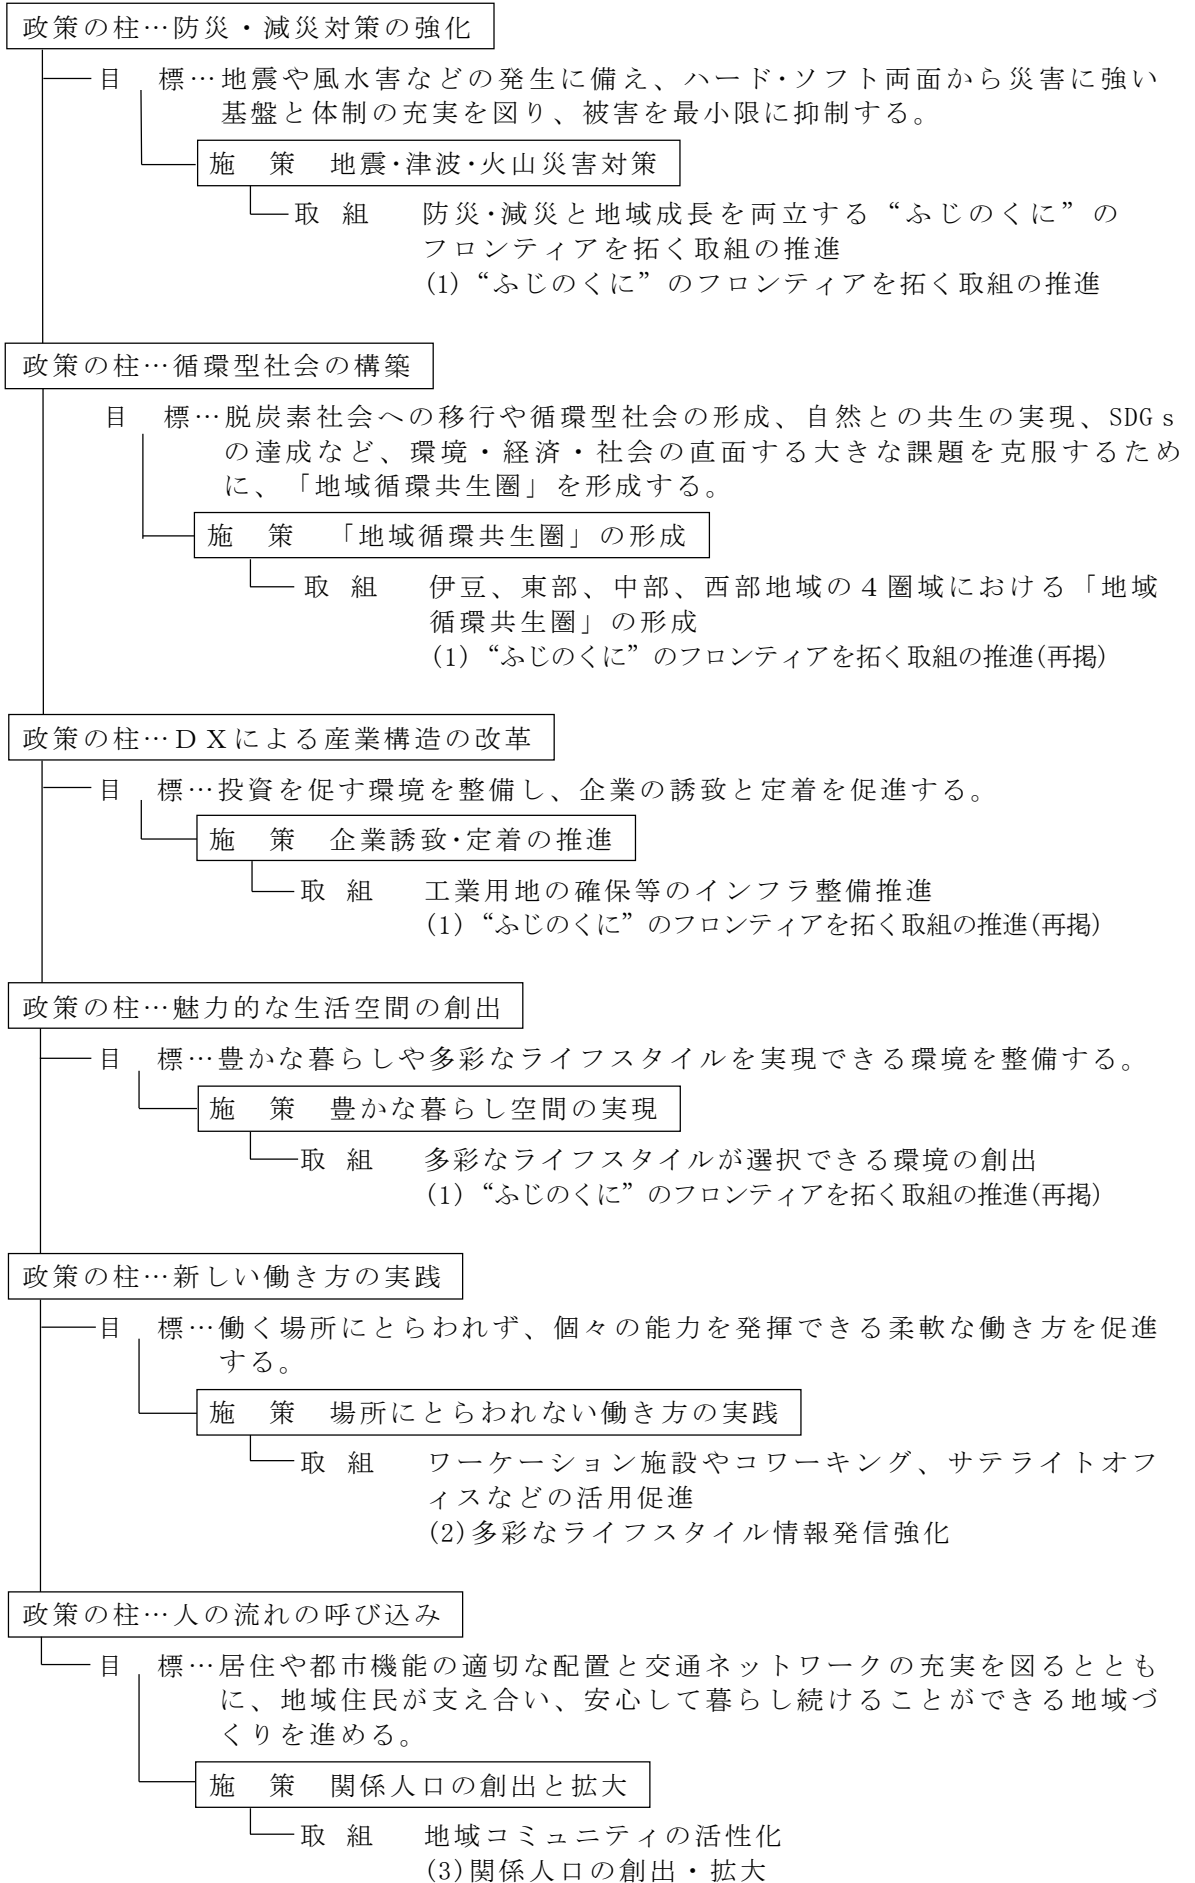 政策の柱…防災・減災対策の強化
目　標…地震や風水害などの発生に備え、ハード・ソフト両面から災害に強い
基盤と体制の充実を図り、被害を最小限に抑制する。
施　策　地震・津波・火山災害対策
取 組　防災・減災と地域成長を両立する“ふじのくに”の
フロンティアを拓く取組の推進
(1)“ふじのくに”のフロンティアを拓く取組の推進
政策の柱…循環型社会の構築
目　標…脱炭素社会への移行や循環型社会の形成、自然との共生の実現、SDGs
の達成など、環境・経済・社会の直面する大きな課題を克服するため
に、「地域循環共生圏」を形成する。
施　策　「地域循環共生圏」の形成
取 組　伊豆、東部、中部、西部地域の４圏域における「地域
循環共生圏」の形成
(1)“ふじのくに”のフロンティアを拓く取組の推進(再掲)
政策の柱…ＤＸによる産業構造の改革
目　標…投資を促す環境を整備し、企業の誘致と定着を促進する。
施　策　企業誘致・定着の推進
取 組　工業用地の確保等のインフラ整備推進
(1)“ふじのくに”のフロンティアを拓く取組の推進(再掲)
政策の柱…魅力的な生活空間の創出
目　標…豊かな暮らしや多彩なライフスタイルを実現できる環境を整備する。
施　策　豊かな暮らし空間の実現
取 組　多彩なライフスタイルが選択できる環境の創出
(1)“ふじのくに”のフロンティアを拓く取組の推進(再掲)
政策の柱…新しい働き方の実践
目　標…働く場所にとらわれず、個々の能力を発揮できる柔軟な働き方を促進
する。
施　策　場所にとらわれない働き方の実践
取 組　ワーケーション施設やコワーキング、サテライトオフ
ィスなどの活用促進
(2)多彩なライフスタイル情報発信強化
政策の柱…人の流れの呼び込み
目　標…居住や都市機能の適切な配置と交通ネットワークの充実を図るととも
に、地域住民が支え合い、安心して暮らし続けることができる地域づ
くりを進める。
施　策　関係人口の創出と拡大
取 組　地域コミュニティの活性化
(3)関係人口の創出・拡大